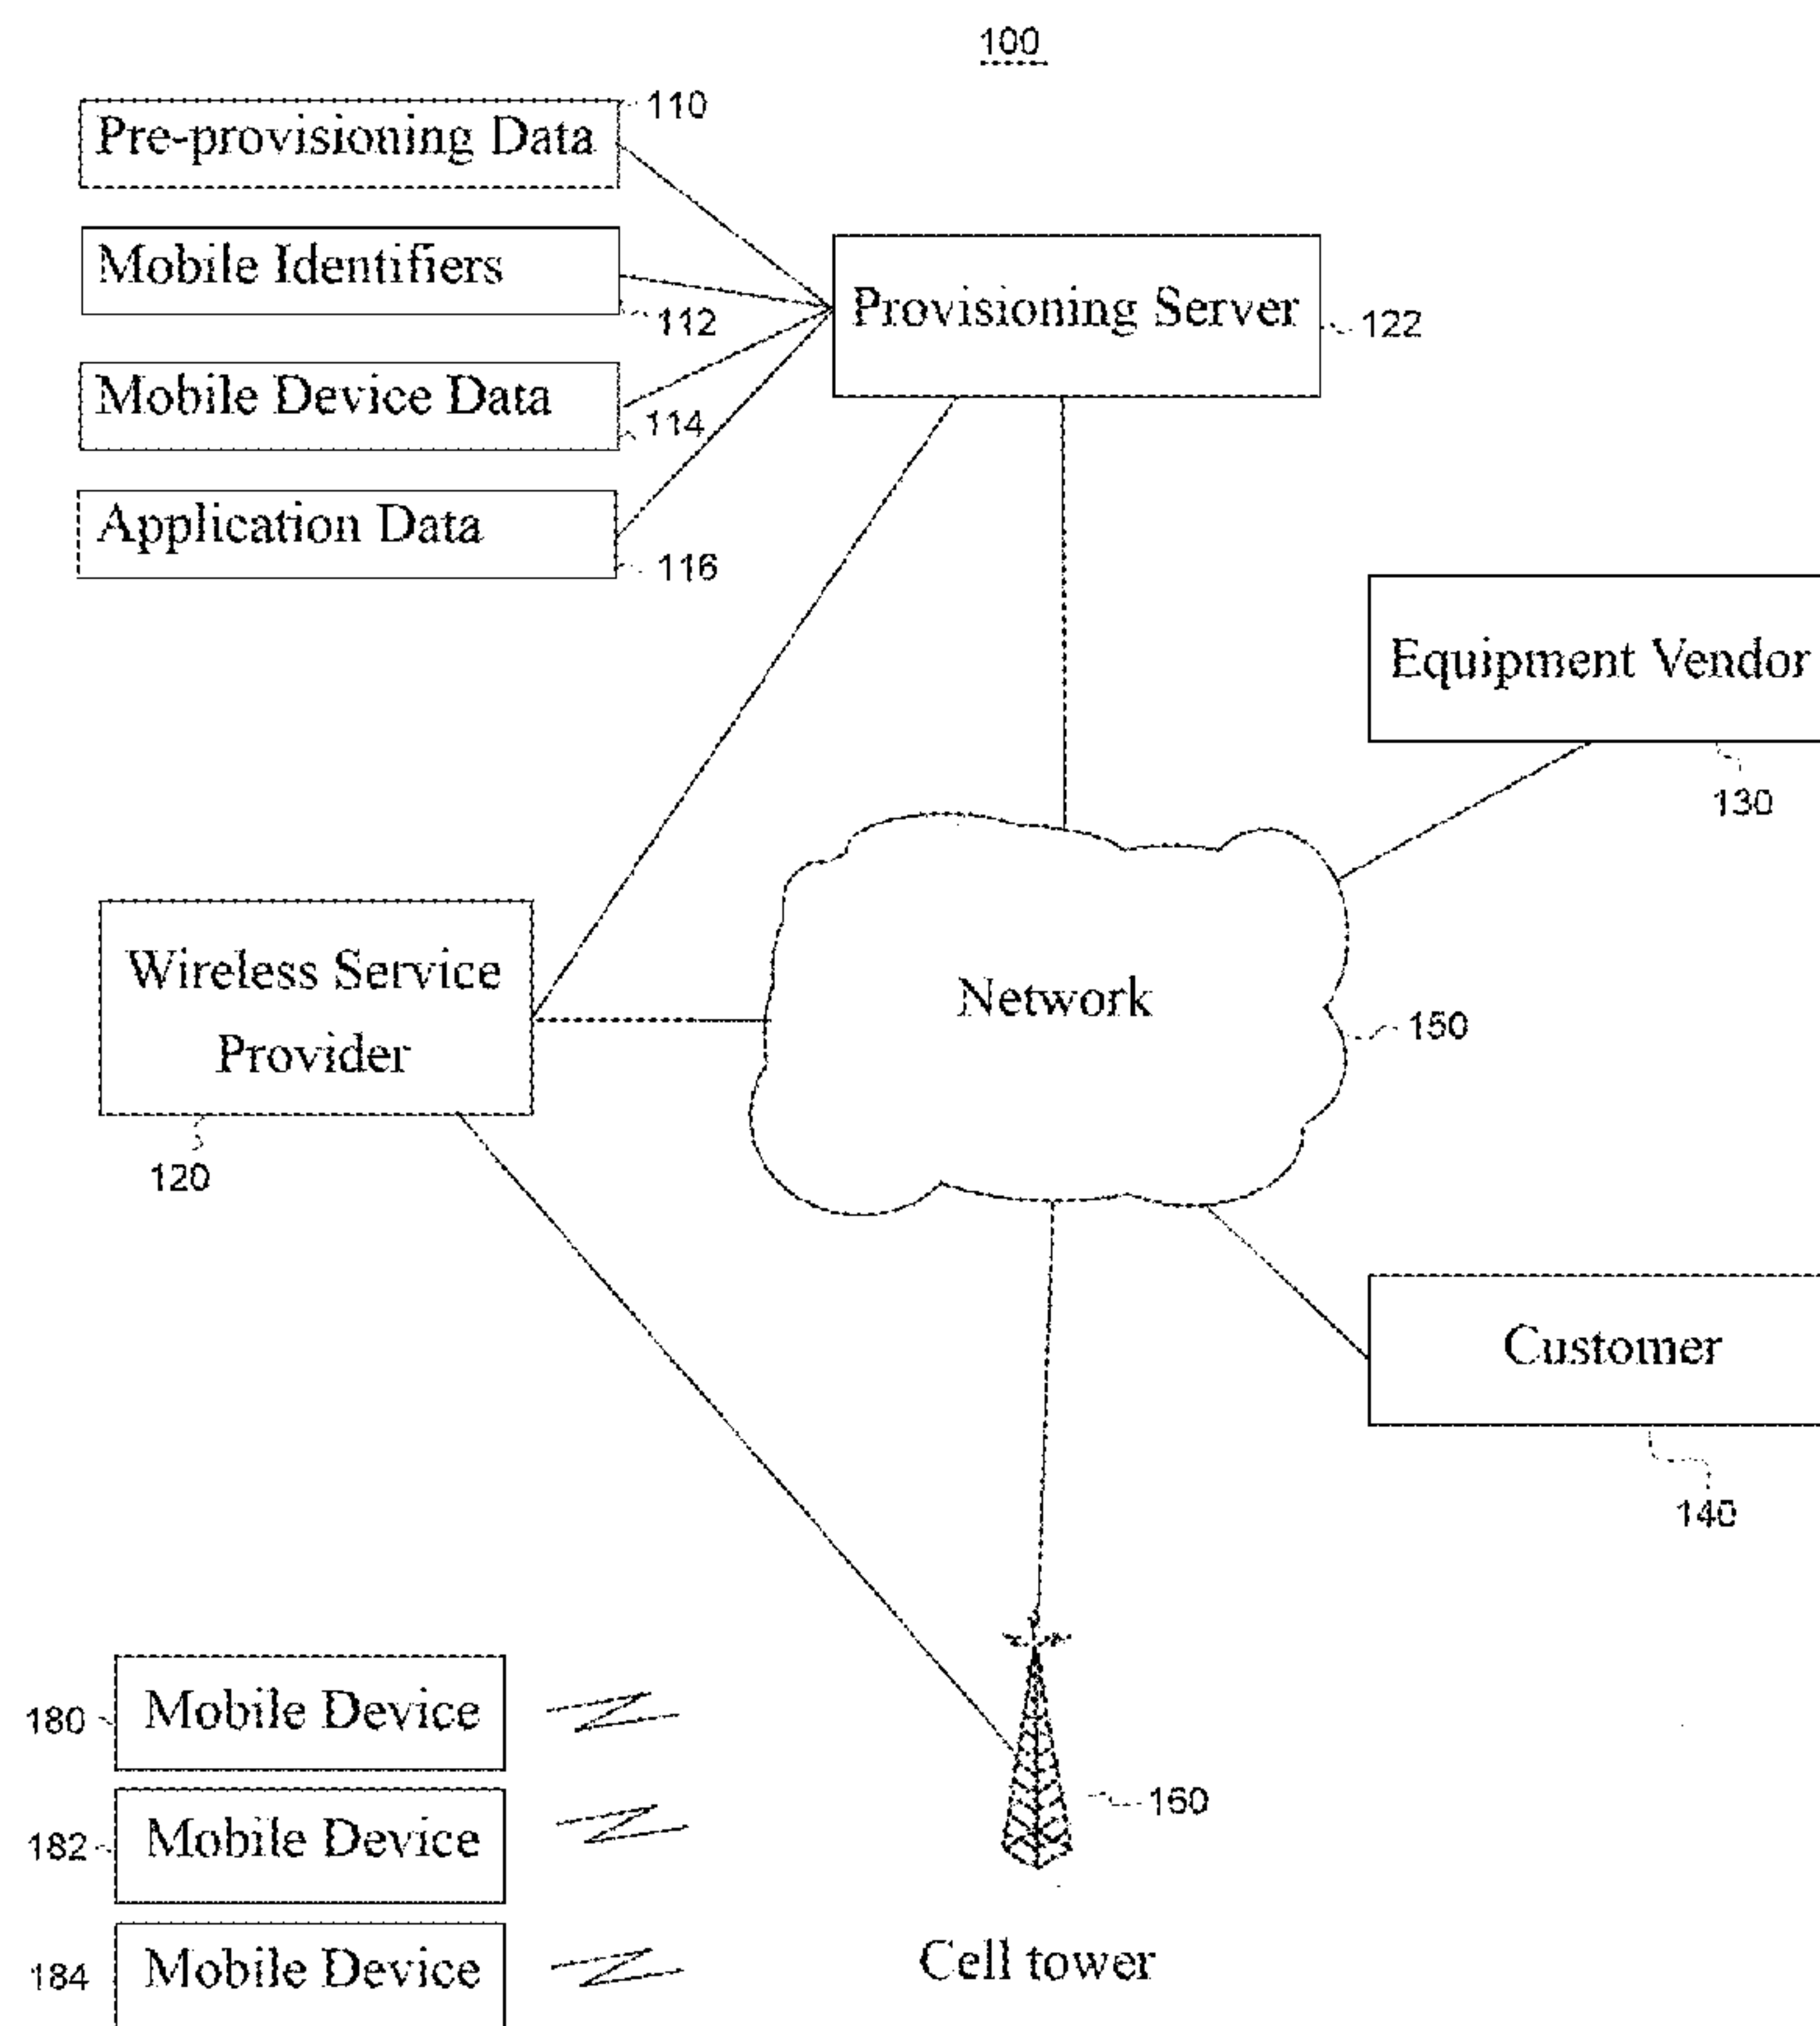 100
Pre-provisioning Data
110
Mobile Identifiers
112
Provisioning Server
122
Mobile Device Data
114
Application Data
116
Equipment Vendor
130
Wireless Service
Provider
120
Network
150
Customer
140
180
Mobile Device
182
Mobile Device
160
184
Mobile Device
Cell tower